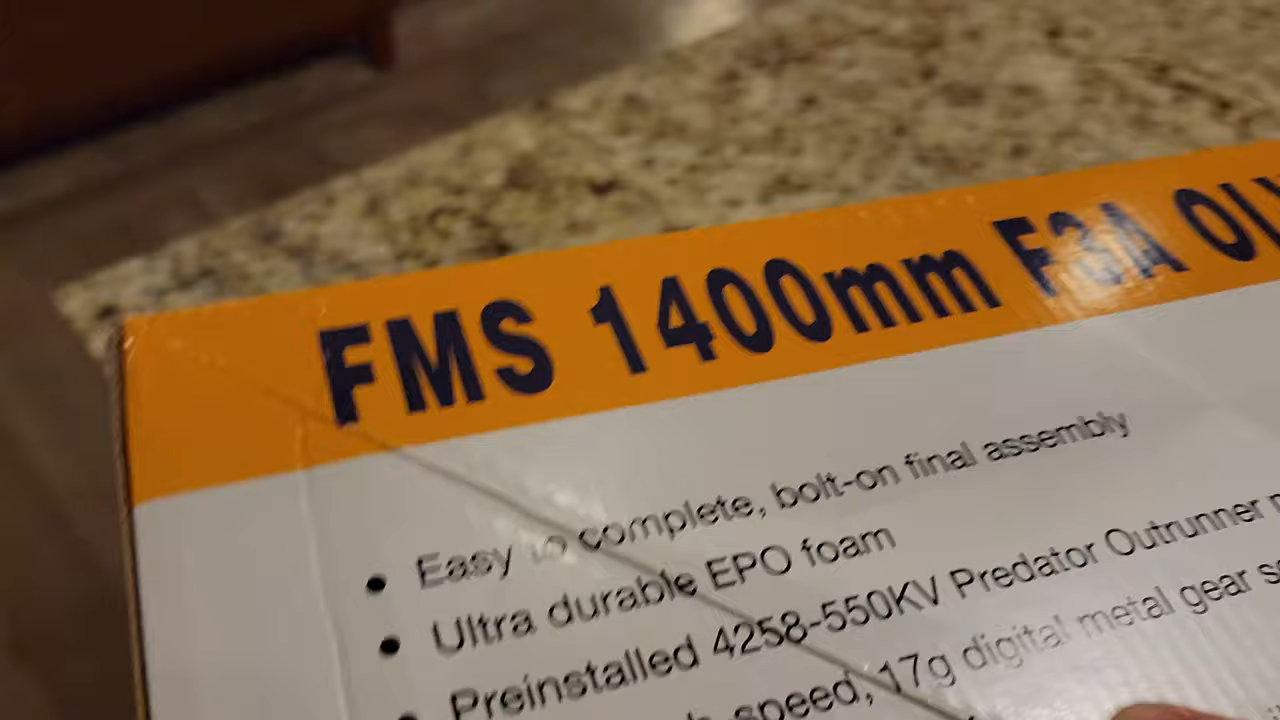 FMS 1400mm F3A
• Easy to complete, bolt-on final assembly
• Ultra durable EPO foam
• Preinstalled 4258-550KV Predator Outrunner
speed, 17g digital metal gear